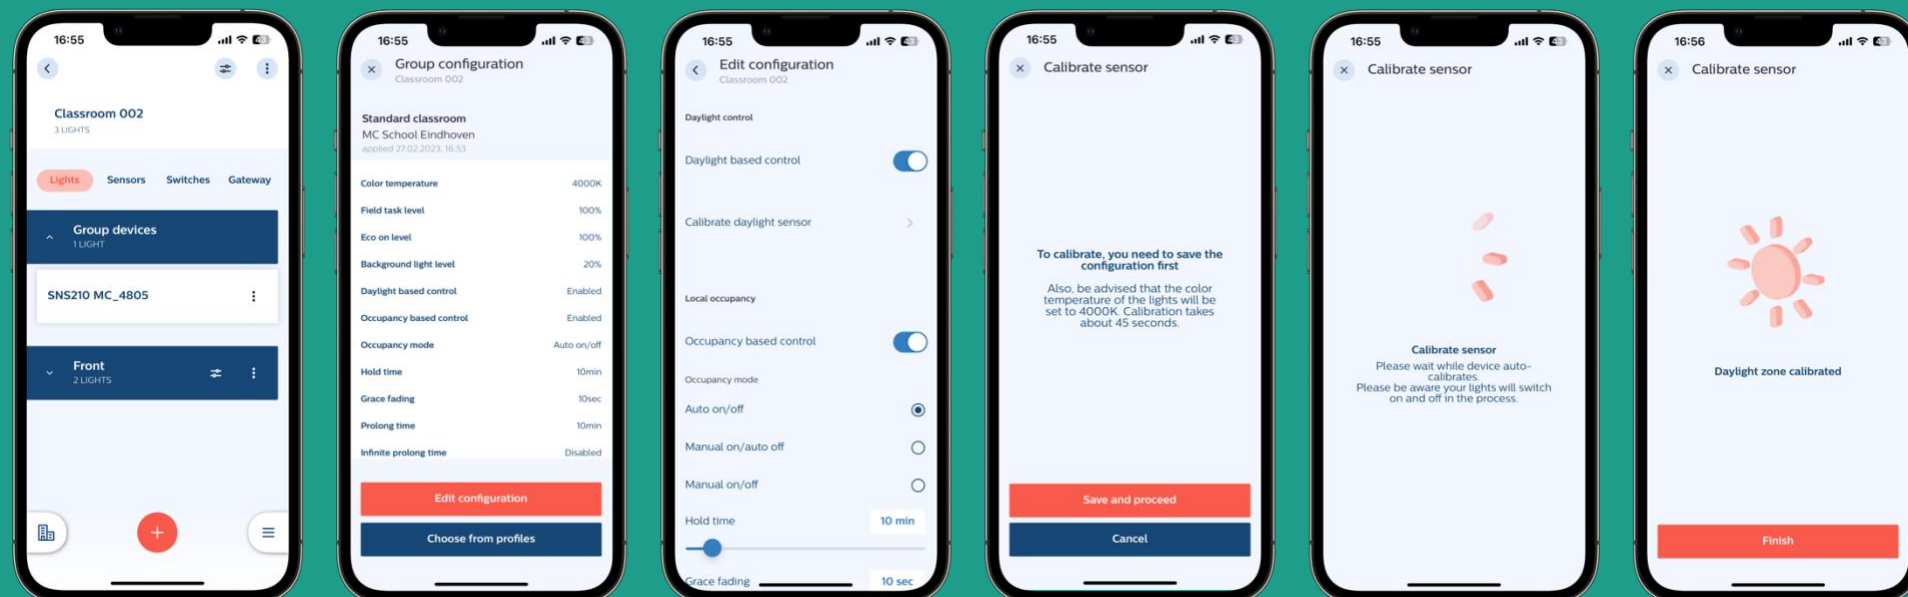 16:55
Classroom 002
3 LIGHTS
Lights Sensors Switches Gateway
Group devices
1 LIGHT
SNS210 MC_4805
Front
2 LIGHTS
16:55
Group configuration
Classroom 002
Standard classroom
MC School Eindhoven
applied 27.02.2023, 16:53
Color temperature 4000K
Field task level 100%
Eco on level 100%
Background light level 20%
Daylight based control Enabled
Occupancy based control Enabled
Occupancy mode Auto on/off
Hold time 10min
Grace fading 10sec
Prolong time 10min
Infinite prolong time Disabled
Edit configuration
Choose from profiles
16:55
Edit configuration
Classroom 002
Daylight control
Daylight based control
Calibrate daylight sensor
Local occupancy
Occupancy based control
Occupancy mode
Auto on/off
Manual on/auto off
Manual on/off
Hold time 10 min
Grace fading 10 sec
16:55
Calibrate sensor
To calibrate, you need to save the
configuration first
Also, be advised that the color
temperature of the lights will be
set to 4000K. Calibration takes
about 45 seconds.
Save and proceed
Cancel
16:55
Calibrate sensor
Calibrate sensor
Please wait while device auto-
calibrates.
Please be aware your lights will switch
on and off in the process.
16:56
Calibrate sensor
Daylight zone calibrated
Finish